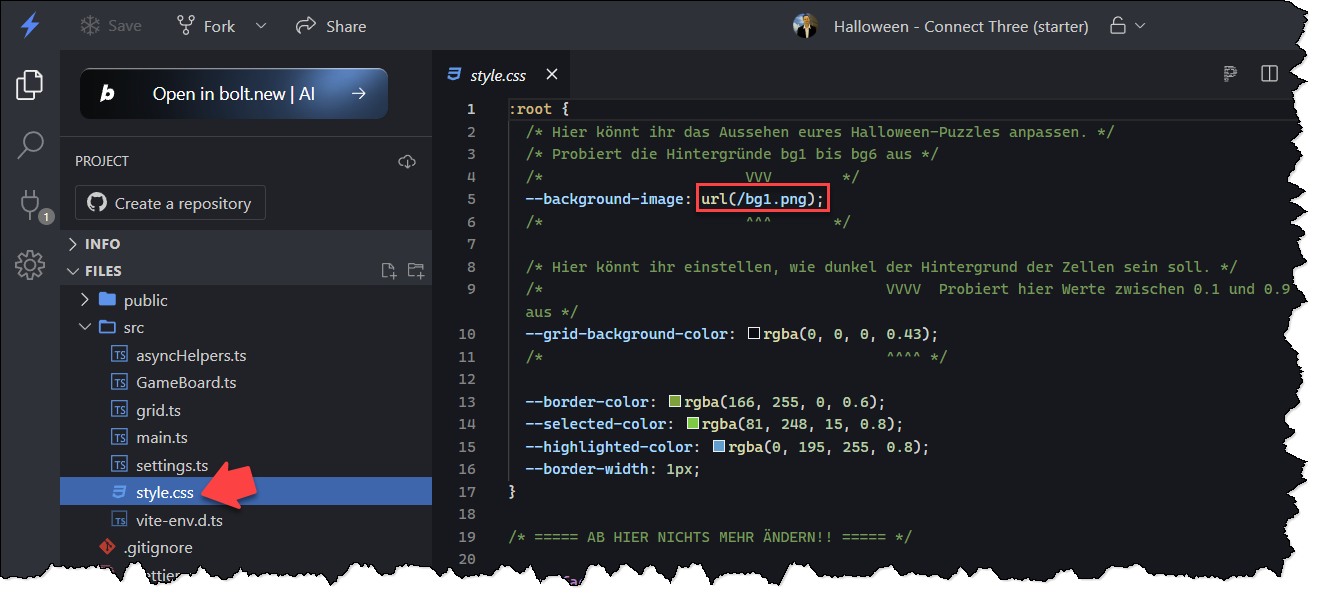 Save
Fork
Share
Halloween - Connect Three (starter)
b Open in bolt.new | AI →
style.css
PROJECT
Create a repository
1
INFO
FILES
public
src
TS asyncHelpers.ts
TS GameBoard.ts
TS grid.ts
TS main.ts
TS settings.ts
style.css
TS vite-env.d.ts
.gitignore
1 :root {
2 /* Hier könnt ihr das Aussehen eures Halloween-Puzzles anpassen. */
3 /* Probiert die Hintergründe bg1 bis bg6 aus */
4 /* VVV */
5 --background-image: url(/bg1.png);
6 /* ^^^ */
7
8 /* Hier könnt ihr einstellen, wie dunkel der Hintergrund der Zellen sein soll. */
9 /* VVVV Probiert hier Werte zwischen 0.1 und 0.9
aus */
10 --grid-background-color: rgba(0, 0, 0, 0.43);
11 /* ^^^^ */
12
13 --border-color: rgba(166, 255, 0, 0.6);
14 --selected-color: rgba(81, 248, 15, 0.8);
15 --highlighted-color: rgba(0, 195, 255, 0.8);
16 --border-width: 1px;
17 }
18
19 /* ===== AB HIER NICHTS MEHR ÄNDERN!! ===== */
20